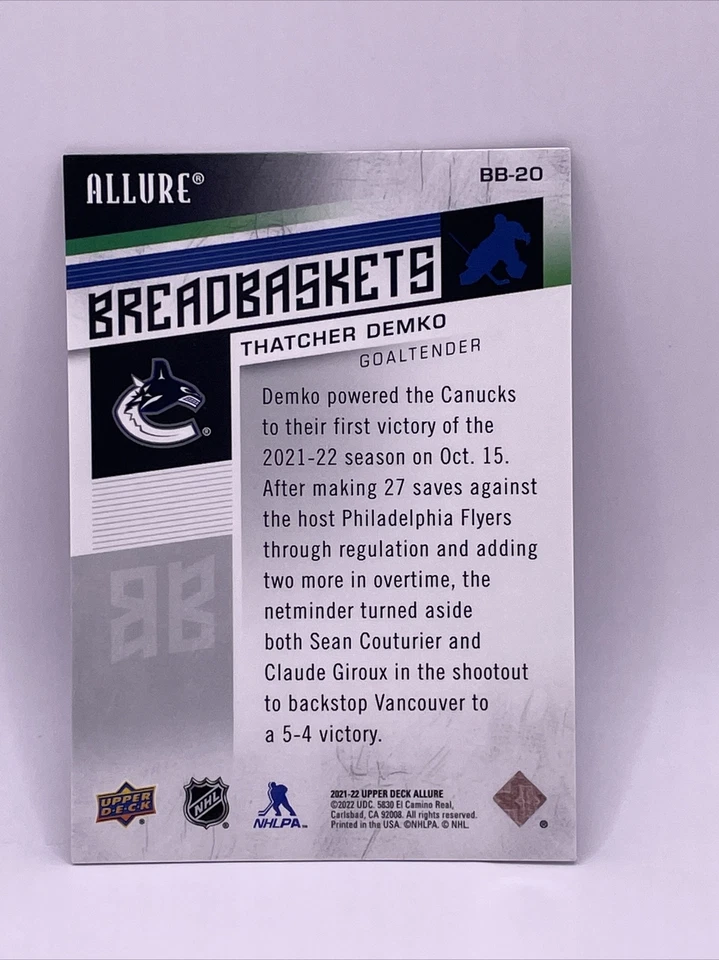 ALLURE®
BB-20
BREADBASKETS
THATCHER DEMKO
GOALTENDER
Demko powered the Canucks
to their first victory of the
2021-22 season on Oct. 15.
After making 27 saves against
the host Philadelphia Flyers
through regulation and adding
two more in overtime, the
netminder turned aside
both Sean Couturier and
Claude Giroux in the shootout
to backstop Vancouver to
a 5-4 victory.
BB
UPPER
D·E·C·K
®
NHL
®
NHLPA™
2021-22 UPPER DECK ALLURE
©2022 UDC. 5830 El Camino Real,
Carlsbad, CA 92008. All rights reserved.
Printed in the USA. ©NHLPA. © NHL.
®